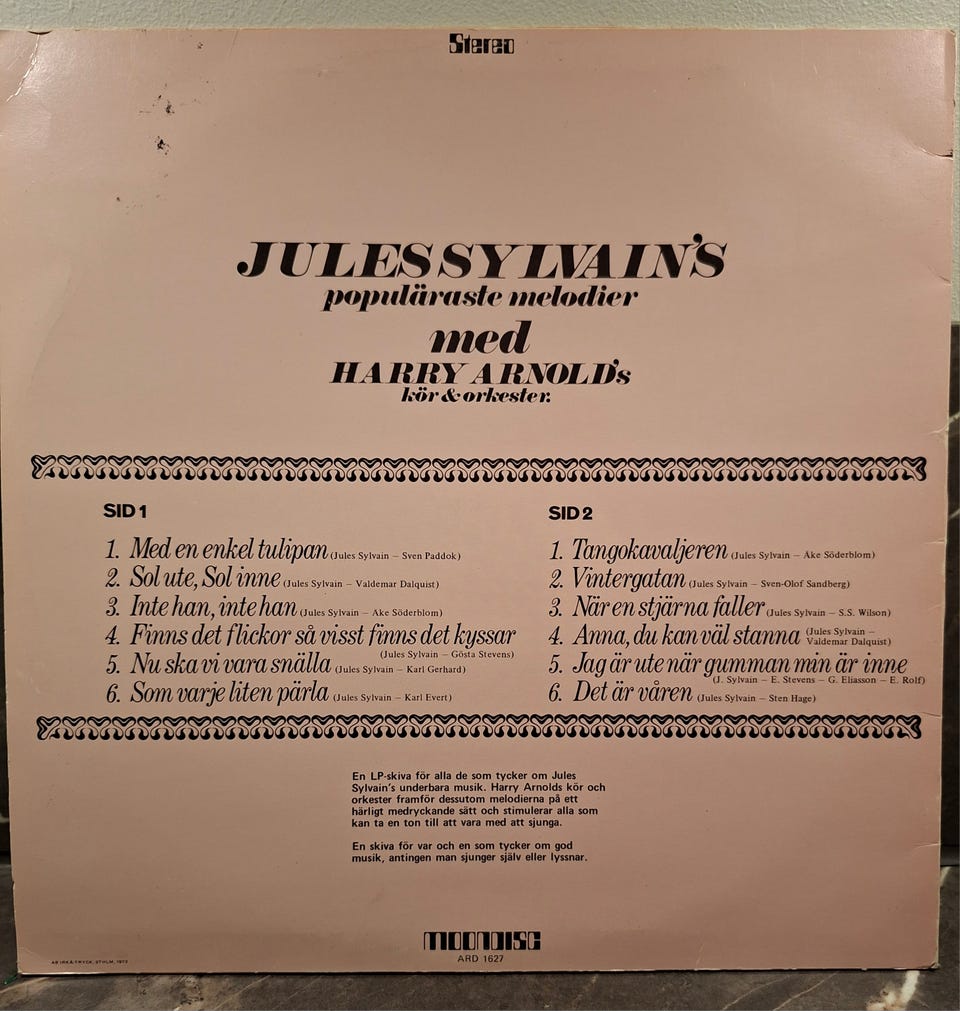 Stereo
JULES SYLVAIN'S
populäraste melodier
med
HARRY ARNOLD's
kör & orkester.
SID 1
1. Med en enkel tulipan (Jules Sylvain – Sven Paddok)
2. Sol ute, Sol inne (Jules Sylvain – Valdemar Dalquist)
3. Inte han, inte han (Jules Sylvain – Ake Söderblom)
4. Finns det flickor så visst finns det kyssar
(Jules Sylvain – Gösta Stevens)
5. Nu ska vi vara snälla (Jules Sylvain – Karl Gerhard)
6. Som varje liten pärla (Jules Sylvain – Karl Evert)
SID 2
1. Tangokavaljeren (Jules Sylvain – Ake Söderblom)
2. Vintergatan (Jules Sylvain – Sven-Olof Sandberg)
3. När en stjärna faller (Jules Sylvain – S.S. Wilson)
4. Anna, du kan väl stanna (Jules Sylvain –
Valdemar Dalquist)
5. Jag är ute när gumman min är inne
(J. Sylvain – E. Stevens – G. Eliasson – E. Rolf)
6. Det är våren (Jules Sylvain – Sten Hage)
En LP-skiva för alla de som tycker om Jules
Sylvain's underbara musik. Harry Arnolds kör och
orkester framför dessutom melodierna på ett
härligt medryckande sätt och stimulerar alla som
kan ta en ton till att vara med att sjunga.
En skiva för var och en som tycker om god
musik, antingen man sjunger själv eller lyssnar.
MOONDISC
ARD 1627